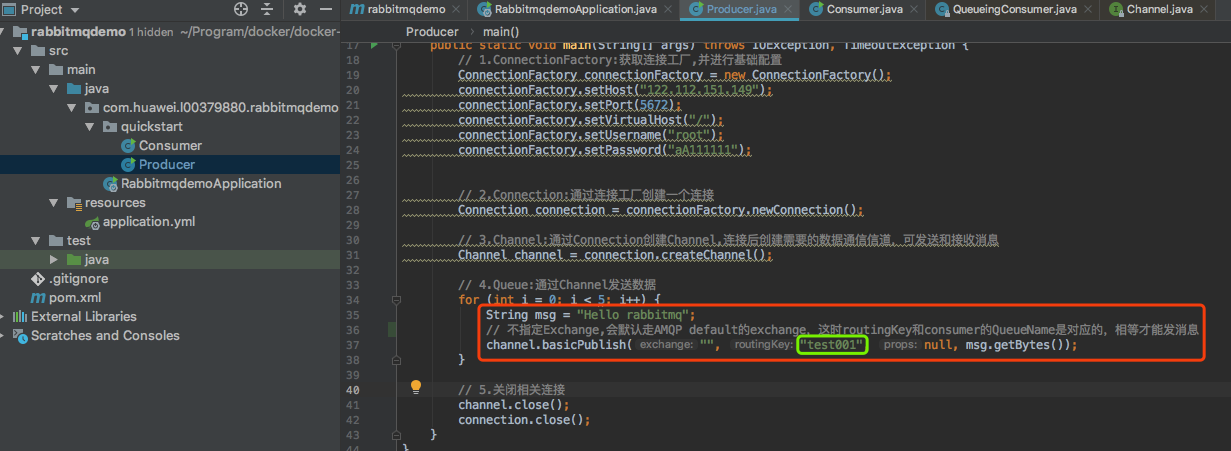 Project
rabbitmqdemo
RabbitmqdemoApplication.java
Producer.java
Consumer.java
QueueingConsumer.java
Channel.java
rabbitmqdemo 1 hidden ~/Program/docker/docker-
src
main
java
com.huawei.l00379880.rabbitmqdemo
quickstart
Consumer
Producer
RabbitmqdemoApplication
resources
application.yml
test
java
.gitignore
pom.xml
External Libraries
Scratches and Consoles
Producer main()
17 public static void main(String[] args) throws IOException, TimeoutException {
18 // 1.ConnectionFactory:获取连接工厂,并进行基础配置
19 ConnectionFactory connectionFactory = new ConnectionFactory();
20 connectionFactory.setHost("122.112.151.149");
21 connectionFactory.setPort(5672);
22 connectionFactory.setVirtualHost("/");
23 connectionFactory.setUsername("root");
24 connectionFactory.setPassword("aA111111");
25
26
27 // 2.Connection:通过连接工厂创建一个连接
28 Connection connection = connectionFactory.newConnection();
29
30 // 3.Channel:通过Connection创建Channel,连接后创建需要的数据通信信道，可发送和接收消息
31 Channel channel = connection.createChannel();
32
33 // 4.Queue:通过Channel发送数据
34 for (int i = 0; i < 5; i++) {
35 String msg = "Hello rabbitmq";
36 // 不指定Exchange,会默认走AMQP default的exchange，这时routingKey和consumer的QueueName是对应的，相等才能发消息
37 channel.basicPublish( exchange: "", routingKey: "test001", props: null, msg.getBytes());
38 }
39
40 // 5.关闭相关连接
41 channel.close();
42 connection.close();
43 }
44 }